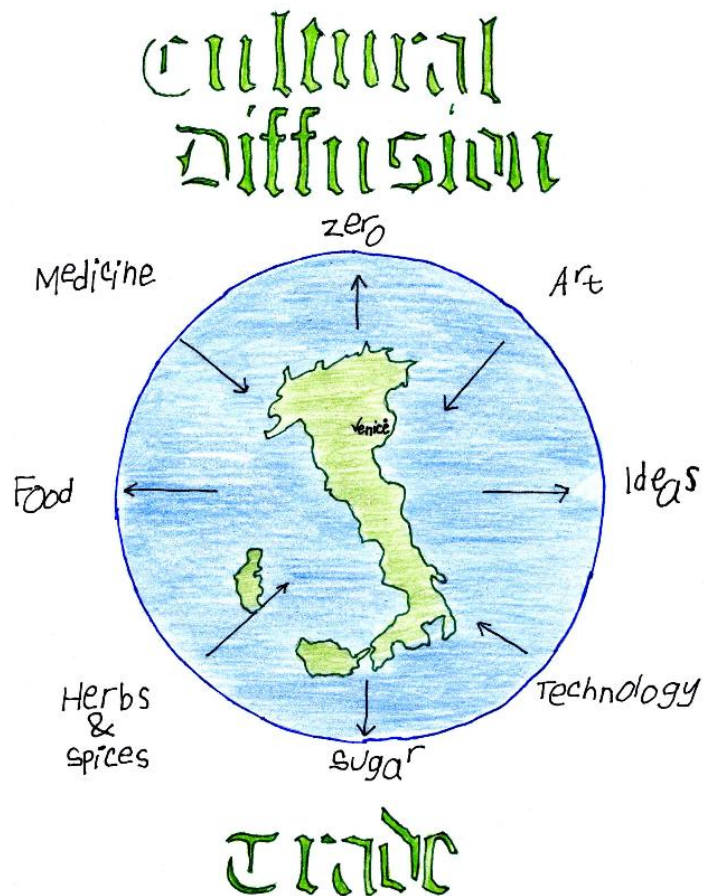 Cultural
Diffusion
Zero
Medicine
Art
Venice
Food
Ideas
Herbs
&
spices
Technology
sugar
Trade